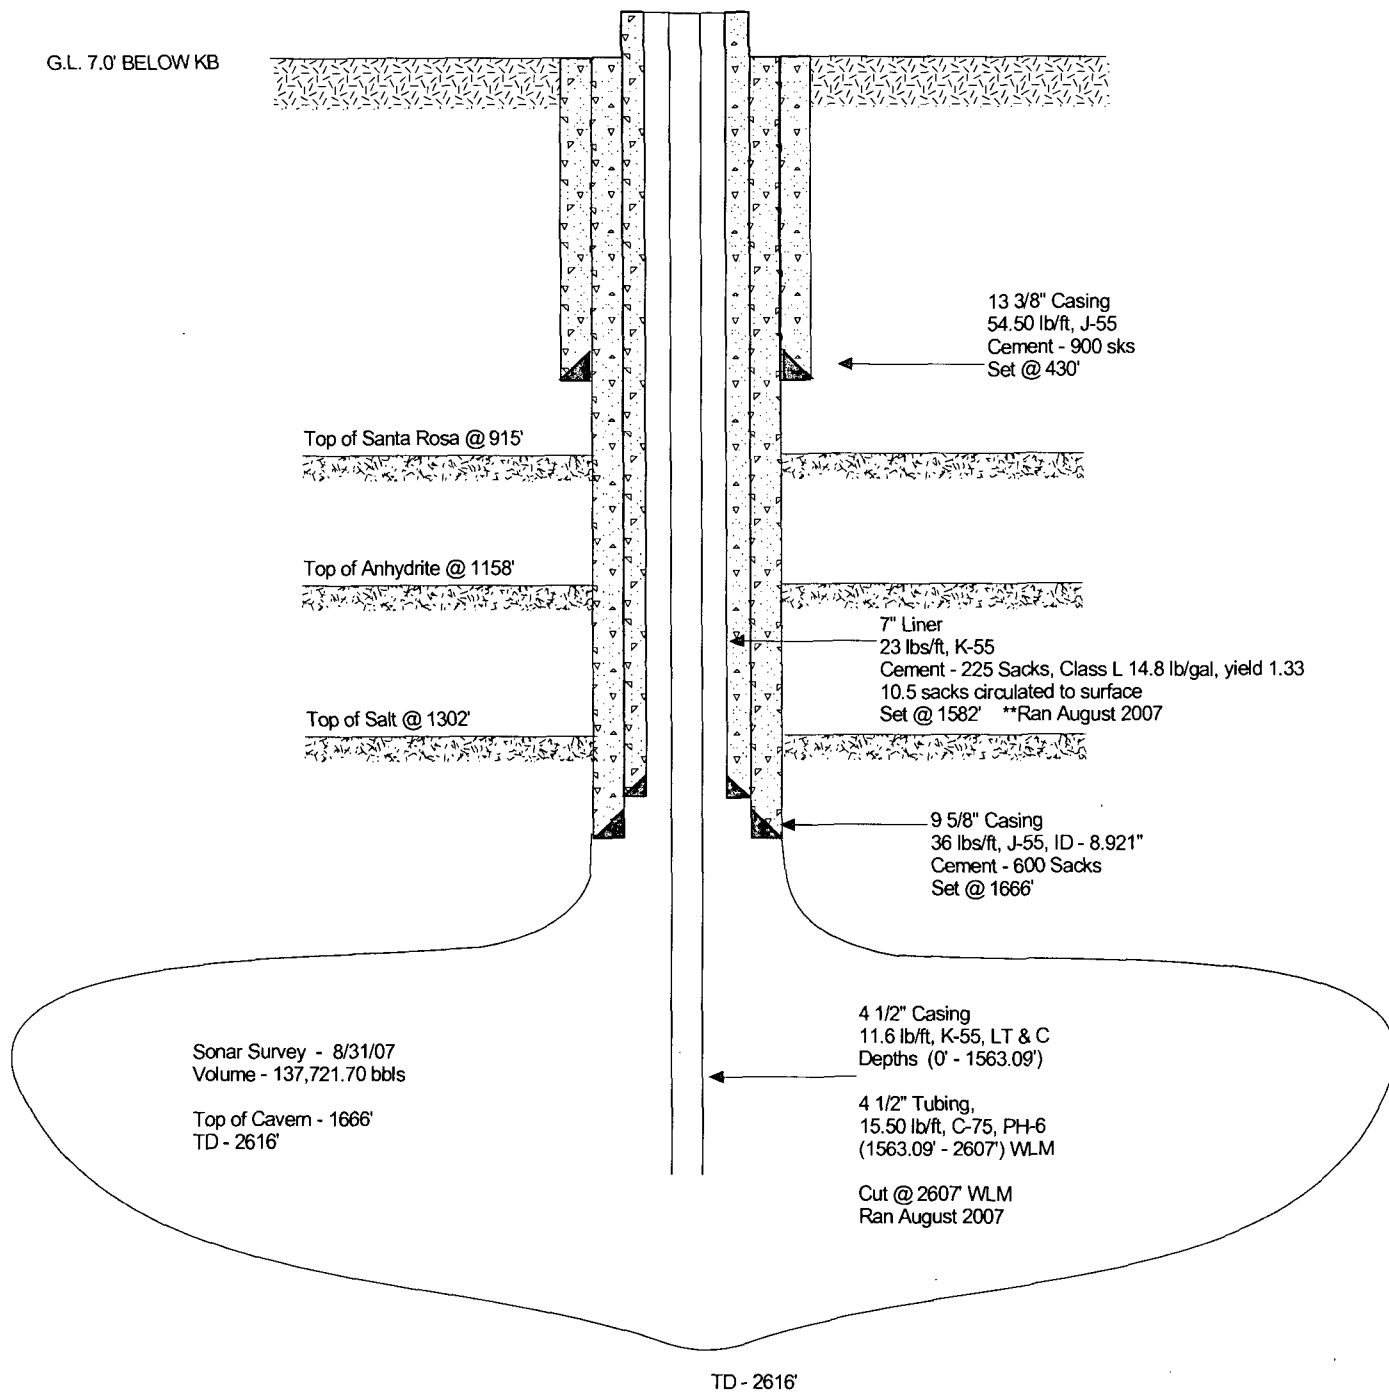 G.L. 7.0' BELOW KB
13 3/8" Casing
54.50 lb/ft, J-55
Cement - 900 sks
Set @ 430'
Top of Santa Rosa @ 915'
Top of Anhydrite @ 1158'
7" Liner
23 lbs/ft, K-55
Cement - 225 Sacks, Class L 14.8 lb/gal, yield 1.33
10.5 sacks circulated to surface
Set @ 1582' **Ran August 2007
Top of Salt @ 1302'
9 5/8" Casing
36 lbs/ft, J-55, ID - 8.921"
Cement - 600 Sacks
Set @ 1666'
Sonar Survey - 8/31/07
Volume - 137,721.70 bbls
Top of Cavern - 1666'
TD - 2616'
4 1/2" Casing
11.6 lb/ft, K-55, LT & C
Depths (0' - 1563.09')
4 1/2" Tubing,
15.50 lb/ft, C-75, PH-6
(1563.09' - 2607') WLM
Cut @ 2607' WLM
Ran August 2007
TD - 2616'